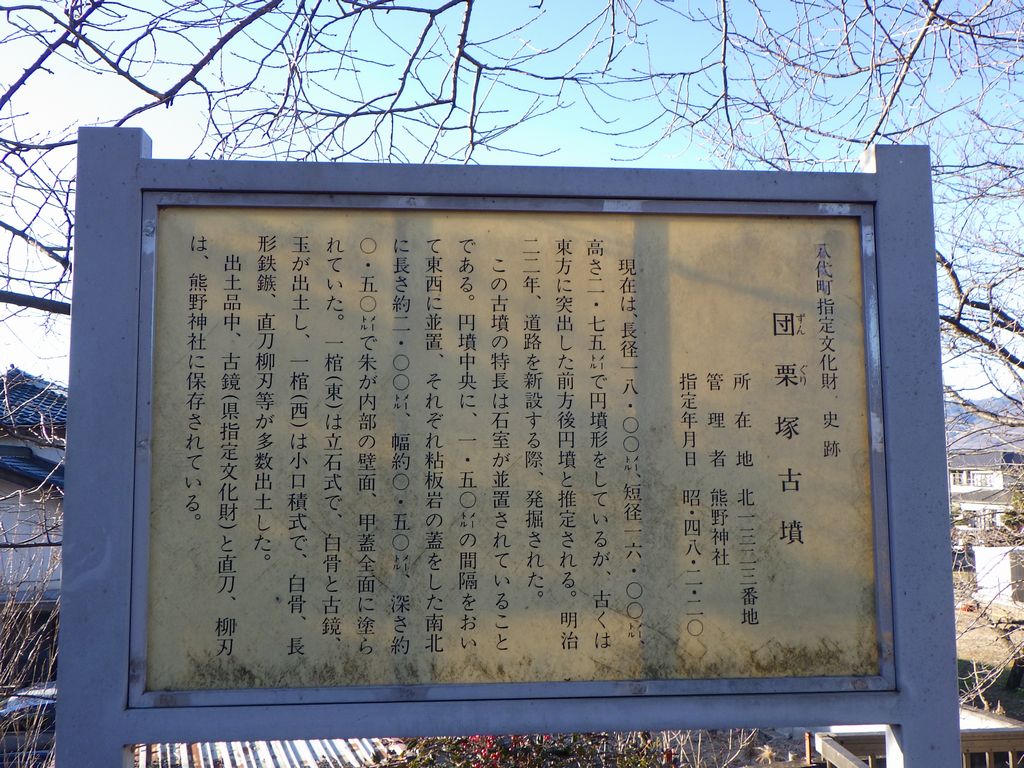 八代町指定文化財 史跡
団栗塚古墳
ずんぐり
所在地 北一三二三番地
管理者 熊野神社
指定年月日 昭・四八・二・二〇
現在は、長径一八・〇〇メートル、短径一六・〇〇メートル
高さ二・七五メートルで円墳形をしているが、古くは
東方に突出した前方後円墳と推定される。明治
二二年、道路を新設する際、発掘された。
この古墳の特長は石室が並置されていること
である。円墳中央に、一・五〇メートルの間隔をおい
て東西に並置、それぞれ粘板岩の蓋をした南北
に長さ約二・〇〇メートル、幅約〇・五〇メートル、深さ約
〇・五〇メートルで朱が内部の壁面、甲蓋全面に塗ら
れていた。一棺(東)は立石式で、白骨と古鏡、
玉が出土し、一棺(西)は小口積式で、白骨、長
形鉄鏃、直刀柳刃等が多数出土した。
出土品中、古鏡(県指定文化財)と直刀、柳刃
は、熊野神社に保存されている。